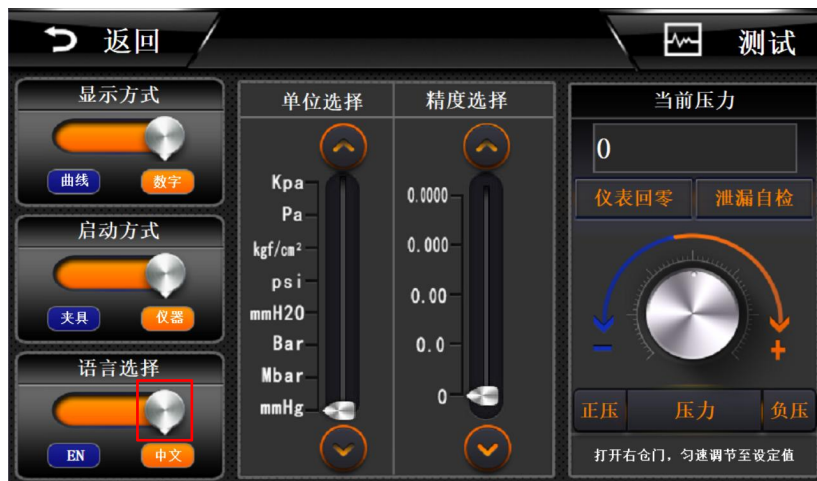 返回
测试
显示方式
曲线
数字
启动方式
夹具
仪器
语言选择
EN
中文
单位选择
Kpa
Pa
kgf/cm²
psi
mmH2O
Bar
Mbar
mmHg
精度选择
0.0000
0.000
0.00
0.0
0
当前压力
0
仪表回零
泄漏自检
−
+
正压
压力
负压
打开右仓门，匀速调节至设定值